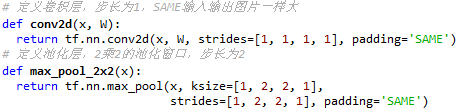 # 定义卷积层，步长为1，SAME输入输出图片一样大
def conv2d(x, W):
  return tf.nn.conv2d(x, W, strides=[1, 1, 1, 1], padding='SAME')
# 定义池化层，2乘2的池化窗口，步长为2
def max_pool_2x2(x):
  return tf.nn.max_pool(x, ksize=[1, 2, 2, 1],
                        strides=[1, 2, 2, 1], padding='SAME')